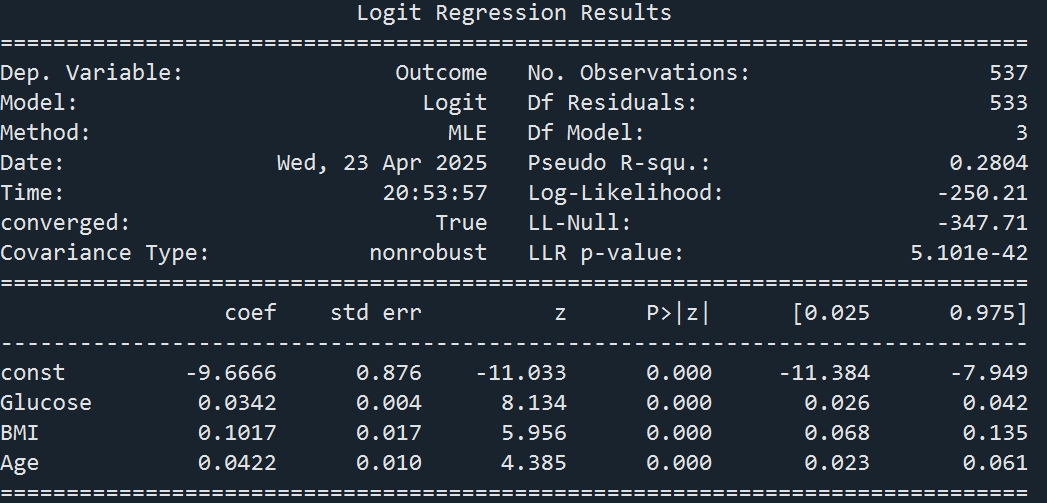 Logit Regression Results
==============================================================================
Dep. Variable:                Outcome   No. Observations:                  537
Model:                          Logit   Df Residuals:                      533
Method:                           MLE   Df Model:                            3
Date:                Wed, 23 Apr 2025   Pseudo R-squ.:                  0.2804
Time:                        20:53:57   Log-Likelihood:                -250.21
converged:                       True   LL-Null:                       -347.71
Covariance Type:            nonrobust   LLR p-value:                 5.101e-42
==============================================================================
                 coef    std err          z      P>|z|      [0.025      0.975]
------------------------------------------------------------------------------
const         -9.6666      0.876    -11.033      0.000     -11.384      -7.949
Glucose        0.0342      0.004      8.134      0.000       0.026       0.042
BMI            0.1017      0.017      5.956      0.000       0.068       0.135
Age            0.0422      0.010      4.385      0.000       0.023       0.061
==============================================================================